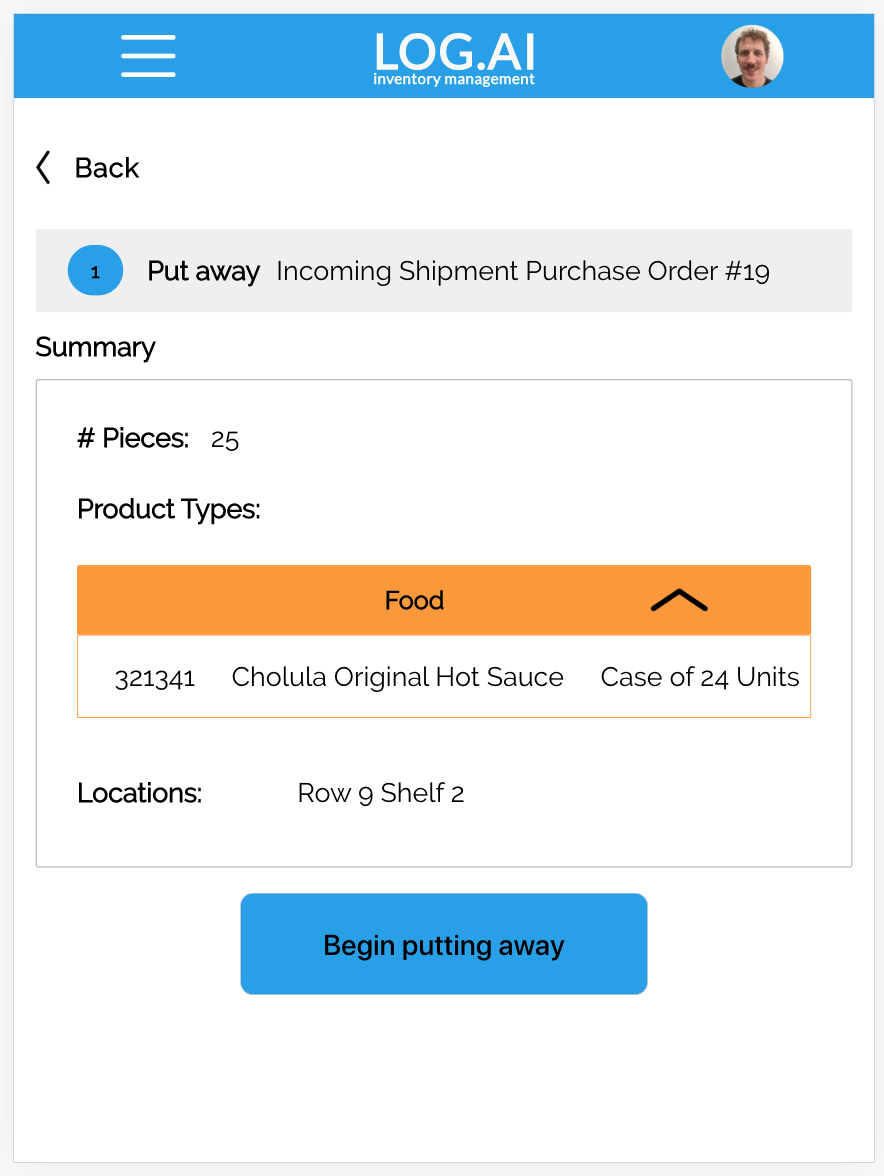 LOG.AI
inventory management
Back
1 Put away Incoming Shipment Purchase Order #19
Summary
# Pieces: 25
Product Types:
Food
321341 Cholula Original Hot Sauce Case of 24 Units
Locations: Row 9 Shelf 2
Begin putting away